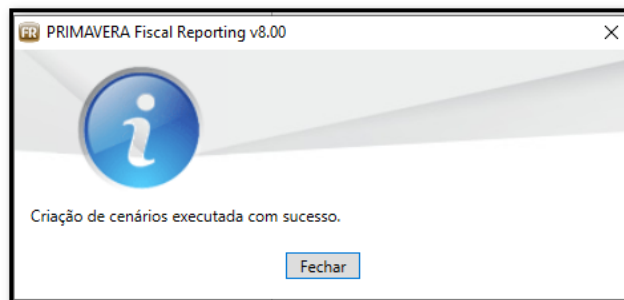 FR PRIMAVERA Fiscal Reporting v8.00
i
Criação de cenários executada com sucesso.
Fechar